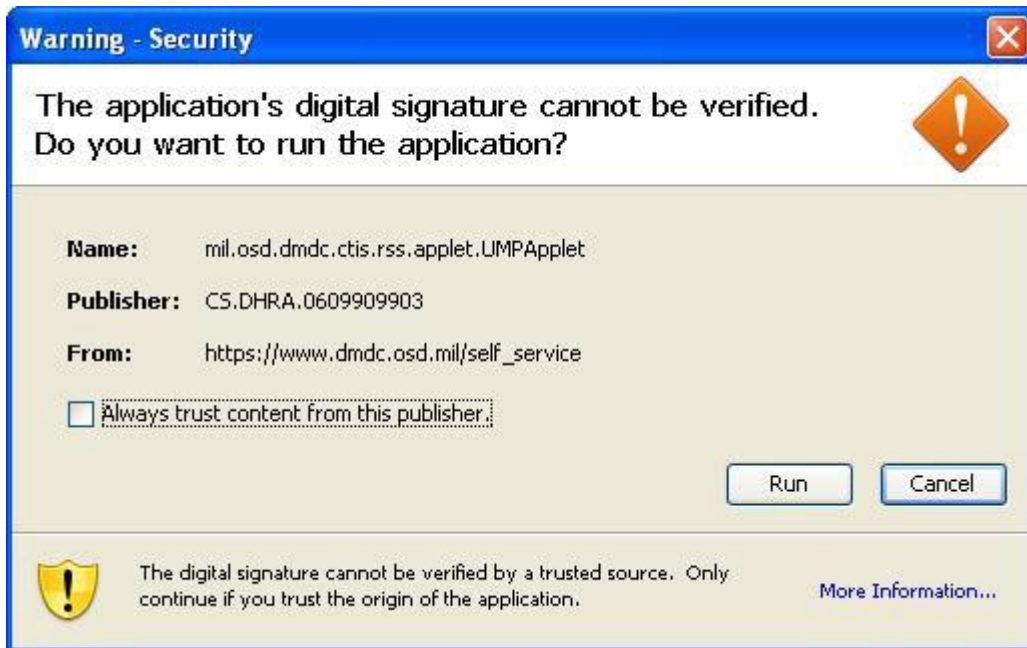 Warning - Security
The application's digital signature cannot be verified.
Do you want to run the application?
Name: mil.osd.dmdc.ctis.rss.applet.UMPApplet
Publisher: CS.DHRA.0609909903
From: https://www.dmdc.osd.mil/self_service
Always trust content from this publisher.
Run Cancel
The digital signature cannot be verified by a trusted source. Only
continue if you trust the origin of the application.
More Information...